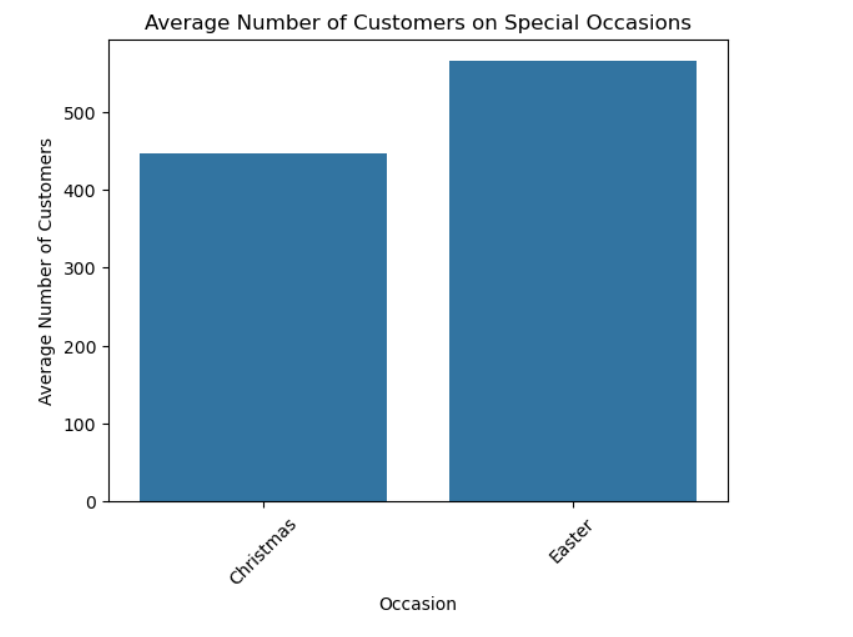 Average Number of Customers on Special Occasions
Average Number of Customers
500
400
300
200
100
0
Christmas
Easter
Occasion